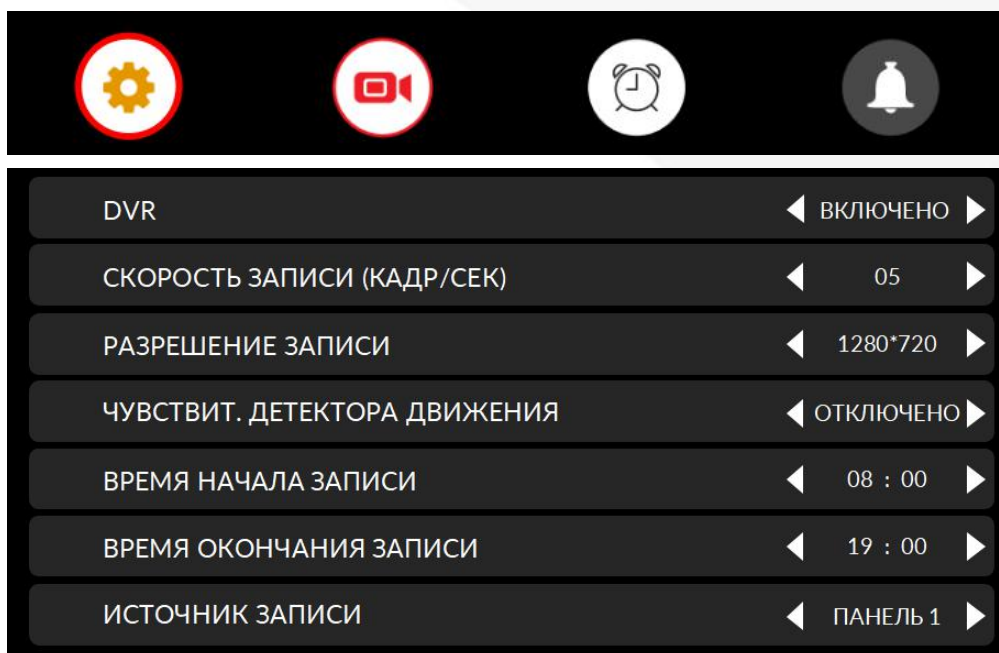 DVR ВКЛЮЧЕНО
СКОРОСТЬ ЗАПИСИ (КАДР/СЕК) 05
РАЗРЕШЕНИЕ ЗАПИСИ 1280*720
ЧУВСТВИТ. ДЕТЕКТОРА ДВИЖЕНИЯ ОТКЛЮЧЕНО
ВРЕМЯ НАЧАЛА ЗАПИСИ 08 : 00
ВРЕМЯ ОКОНЧАНИЯ ЗАПИСИ 19 : 00
ИСТОЧНИК ЗАПИСИ ПАНЕЛЬ 1